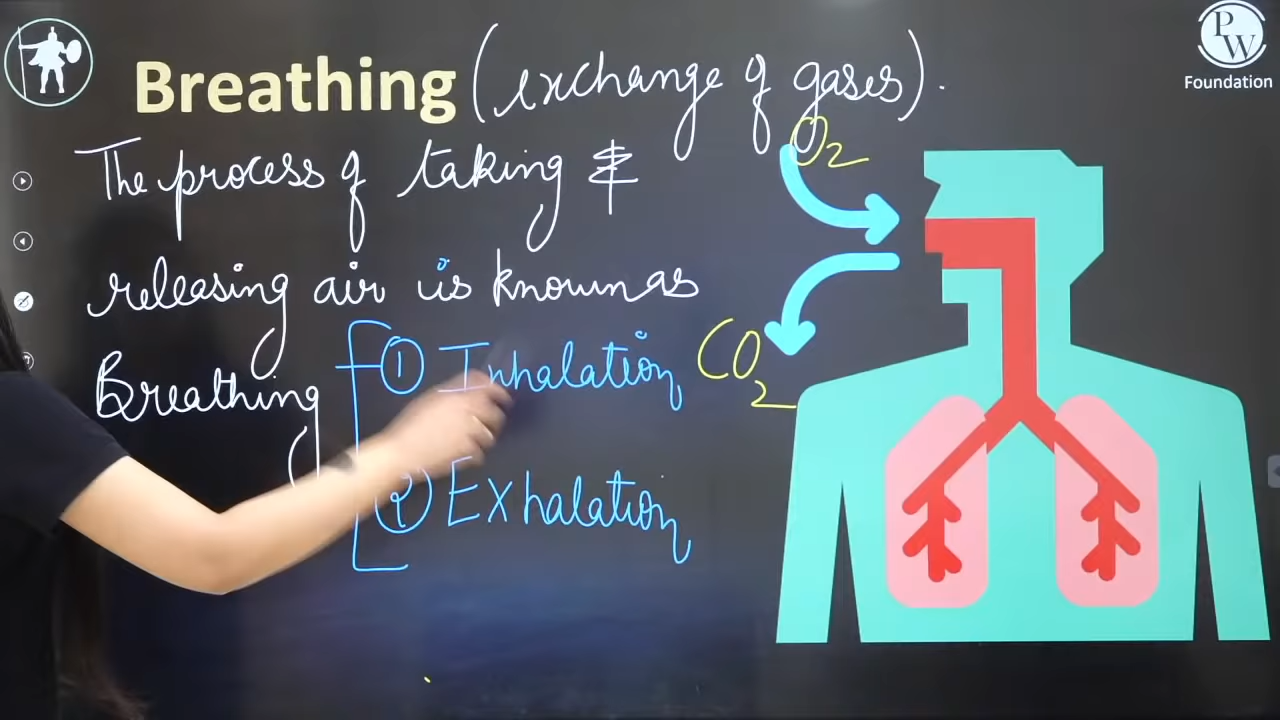 Breathing (exchange of gases).
PW
Foundation
O2
The process of taking &
releasing air is known as
Breathing
① Inhalation
CO2
② Exhalation